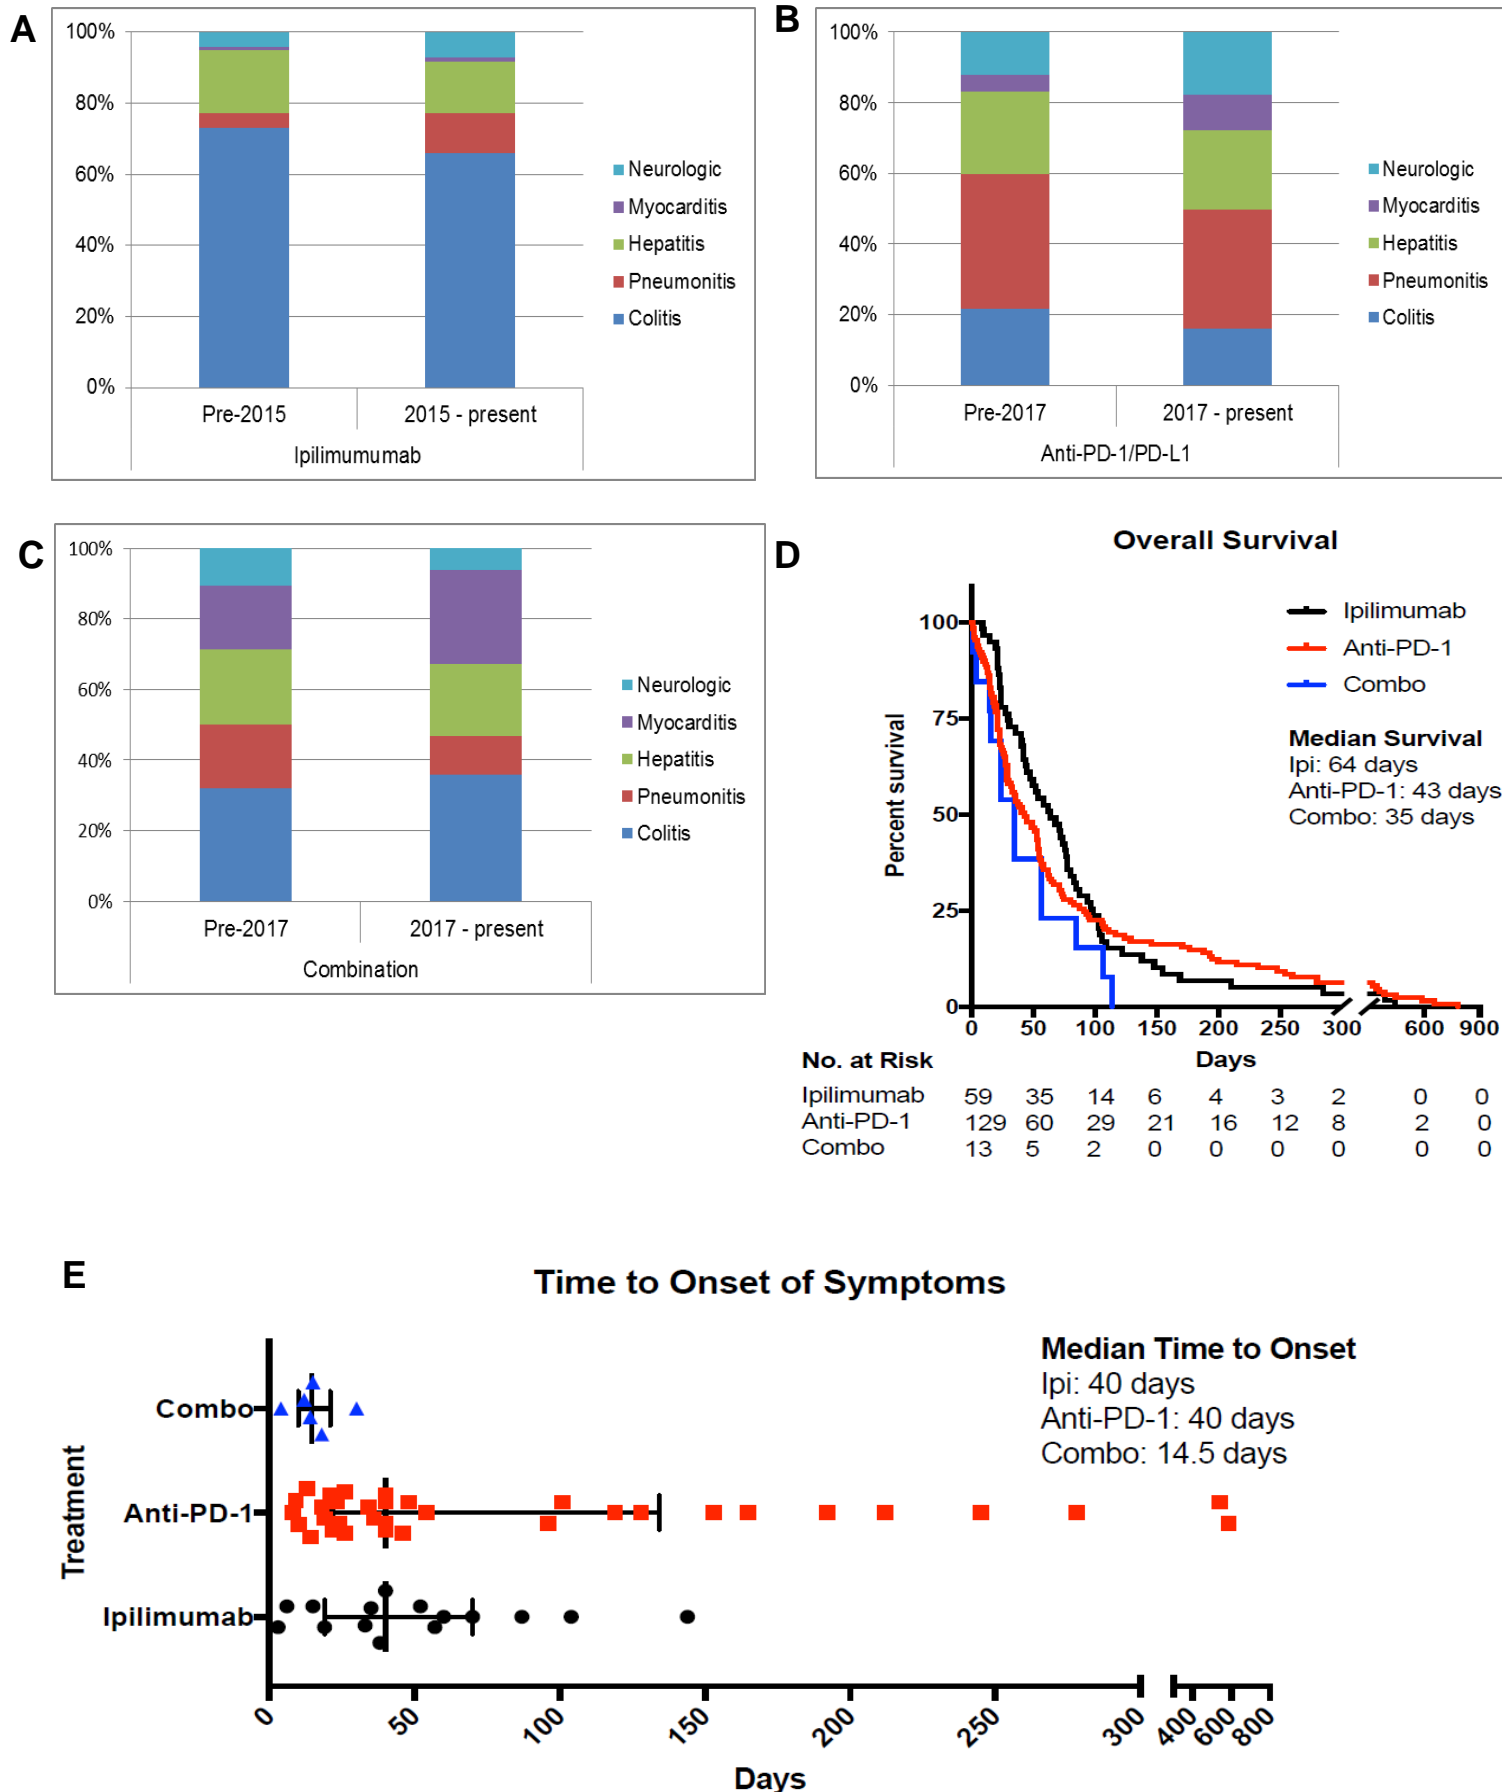 A
100%
80%
60%
40%
20%
0%
Pre-2015
2015 - present
Ipilimumumab
Neurologic
Myocarditis
Hepatitis
Pneumonitis
Colitis
B
100%
80%
60%
40%
20%
0%
Pre-2017
2017 - present
Anti-PD-1/PD-L1
Neurologic
Myocarditis
Hepatitis
Pneumonitis
Colitis
C
100%
80%
60%
40%
20%
0%
Pre-2017
2017 - present
Combination
Neurologic
Myocarditis
Hepatitis
Pneumonitis
Colitis
D
Overall Survival
Ipilimumab
Anti-PD-1
Combo
Median Survival
Ipi: 64 days
Anti-PD-1: 43 days
Combo: 35 days
Percent survival
100
75
50
25
0
0 50 100 150 200 250 300 600 900
Days
No. at Risk
Ipilimumab 59 35 14 6 4 3 2 0 0
Anti-PD-1 129 60 29 21 16 12 8 2 0
Combo 13 5 2 0 0 0 0 0 0
E
Time to Onset of Symptoms
Median Time to Onset
Ipi: 40 days
Anti-PD-1: 40 days
Combo: 14.5 days
Treatment
Combo
Anti-PD-1
Ipilimumab
0 50 100 150 200 250 300 400 600 800
Days